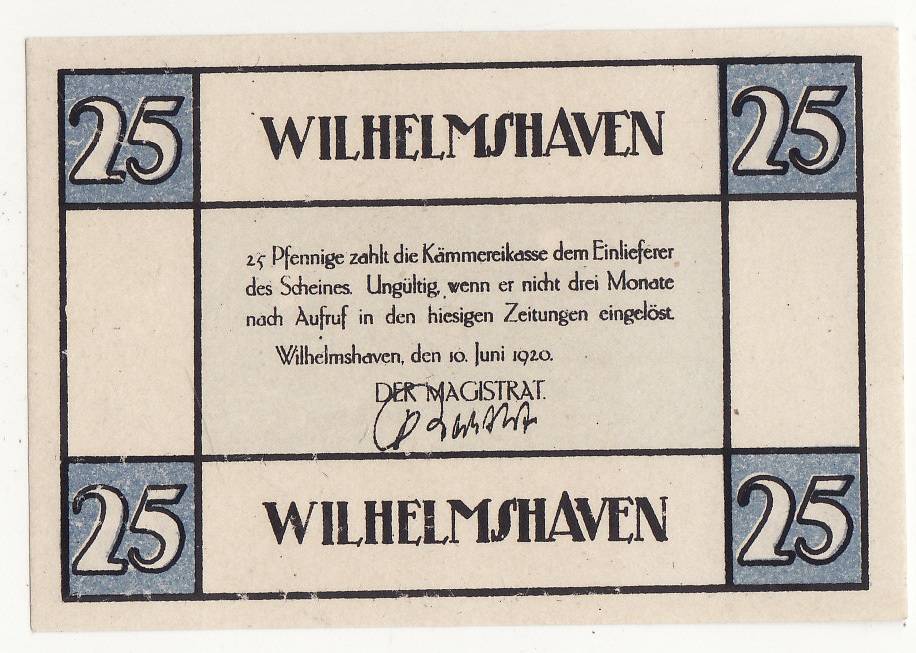 25 WILHELMSHAVEN 25
25 Pfennige zahlt die Kämmereikasse dem Einlieferer
des Scheines. Ungültig, wenn er nicht drei Monate
nach Aufruf in den hiesigen Zeitungen eingelöst.
Wilhelmshaven, den 10. Juni 1920.
DER MAGISTRAT.
25 WILHELMSHAVEN 25